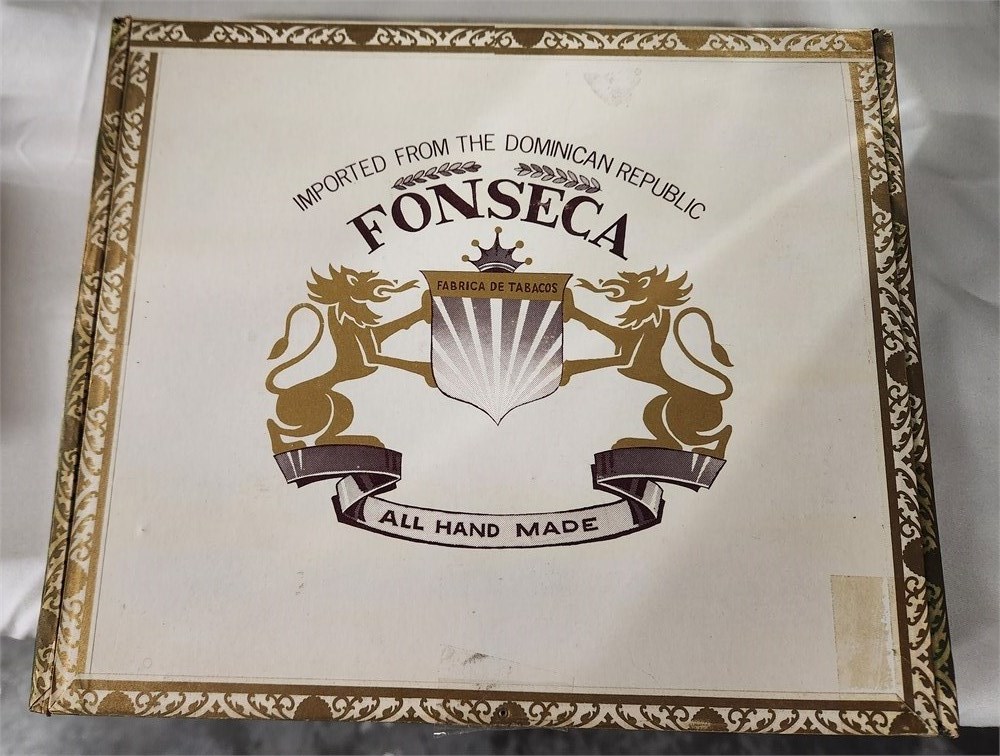 IMPORTED FROM THE DOMINICAN REPUBLIC
FONSECA
FABRICA DE TABACOS
ALL HAND MADE